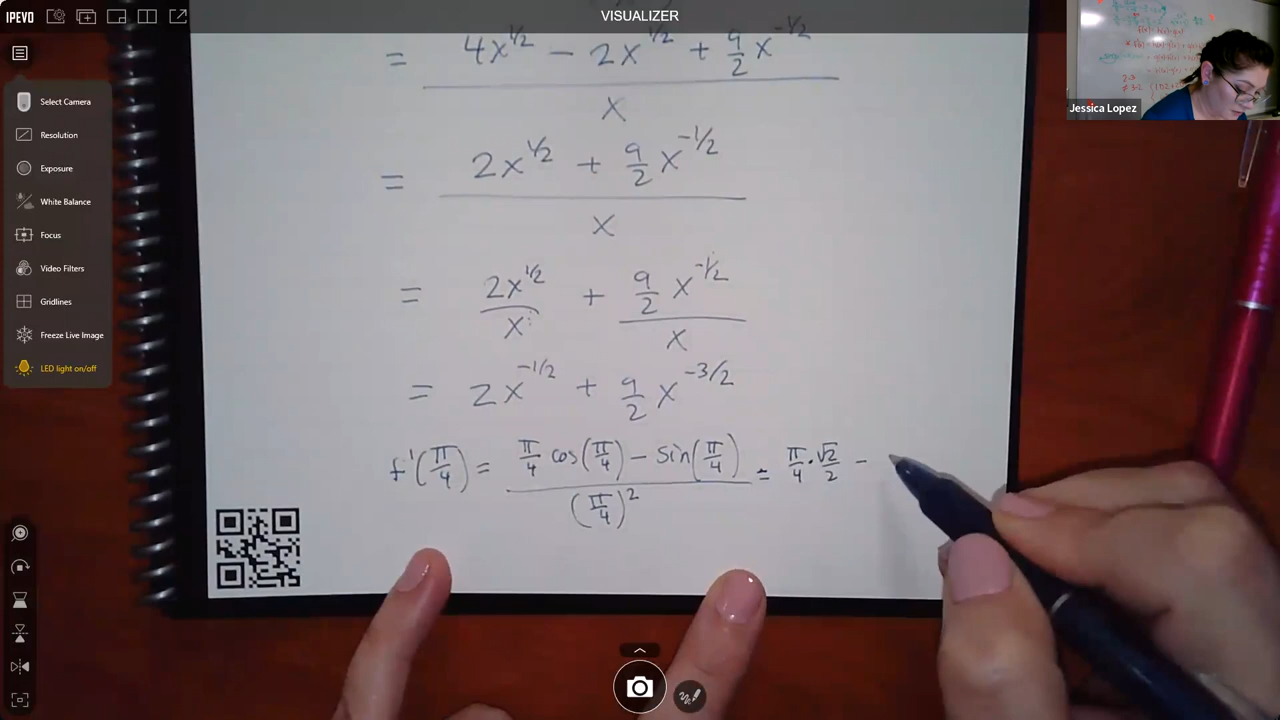 IPEVO
VISUALIZER
Select Camera
Resolution
Exposure
White Balance
Focus
Video Filters
Gridlines
Freeze Live Image
LED light on/off
Jessica Lopez
= (4x^{1/2} − 2x^{1/2} + 9/2 x^{-1/2}) / x
= (2x^{1/2} + 9/2 x^{-1/2}) / x
= 2x^{1/2} / x + (9/2 x^{-1/2}) / x
= 2x^{-1/2} + 9/2 x^{-3/2}
f'(π/4) = (π/4 cos(π/4) − sin(π/4)) / (π/4)^2 = π/4 · √2/2 −